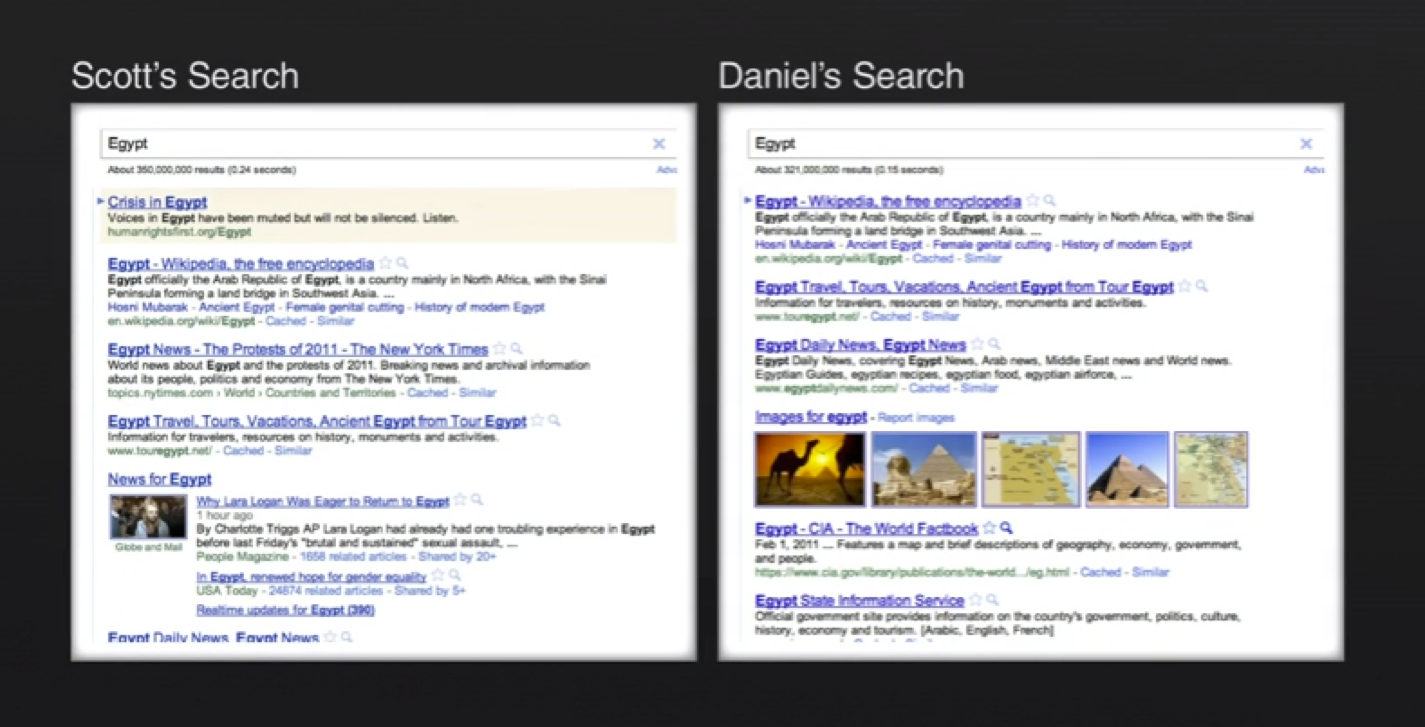 Scott's Search
Egypt
About 350,000,000 results (0.24 seconds)
Adv
Crisis in Egypt
Voices in Egypt have been muted but will not be silenced. Listen.
humanrightsfirst.org/Egypt
Egypt - Wikipedia, the free encyclopedia
Egypt officially the Arab Republic of Egypt, is a country mainly in North Africa, with the Sinai
Peninsula forming a land bridge in Southwest Asia. ...
Hosni Mubarak - Ancient Egypt - Female genital cutting - History of modern Egypt
en.wikipedia.org/wiki/Egypt - Cached - Similar
Egypt News - The Protests of 2011 - The New York Times
World news about Egypt and the protests of 2011. Breaking news and archival information
about its people, politics and economy from The New York Times.
topics.nytimes.com › World › Countries and Territories - Cached - Similar
Egypt Travel, Tours, Vacations, Ancient Egypt from Tour Egypt
Information for travelers, resources on history, monuments and activities.
www.touregypt.net/ - Cached - Similar
News for Egypt
Globe and Mail
Why Lara Logan Was Eager to Return to Egypt
1 hour ago
By Charlotte Triggs AP Lara Logan had already had one troubling experience in Egypt
before last Friday's "brutal and sustained" sexual assault, ...
People Magazine - 1658 related articles - Shared by 20+
In Egypt, renewed hope for gender equality
USA Today - 24874 related articles - Shared by 5+
Realtime updates for Egypt (390)
Egypt Daily News, Egypt News
Daniel's Search
Egypt
About 321,000,000 results (0.15 seconds)
Adva
Egypt - Wikipedia, the free encyclopedia
Egypt officially the Arab Republic of Egypt, is a country mainly in North Africa, with the Sinai
Peninsula forming a land bridge in Southwest Asia. ...
Hosni Mubarak - Ancient Egypt - Female genital cutting - History of modern Egypt
en.wikipedia.org/wiki/Egypt - Cached - Similar
Egypt Travel, Tours, Vacations, Ancient Egypt from Tour Egypt
Information for travelers, resources on history, monuments and activities.
www.touregypt.net/ - Cached - Similar
Egypt Daily News, Egypt News
Egypt Daily News, covering Egypt News, Arab news, Middle East news and World news.
Egyptian Guides, egyptian recipes, egyptian food, egyptian airforce, ...
www.egyptdailynews.com/ - Cached - Similar
Images for egypt - Report images
Egypt - CIA - The World Factbook
Feb 1, 2011 ... Features a map and brief descriptions of geography, economy, government,
and people.
https://www.cia.gov/library/publications/the-world.../eg.html - Cached - Similar
Egypt State Information Service
Official government site provides information on the country's government, politics, culture,
history, economy and tourism. [Arabic, English, French]